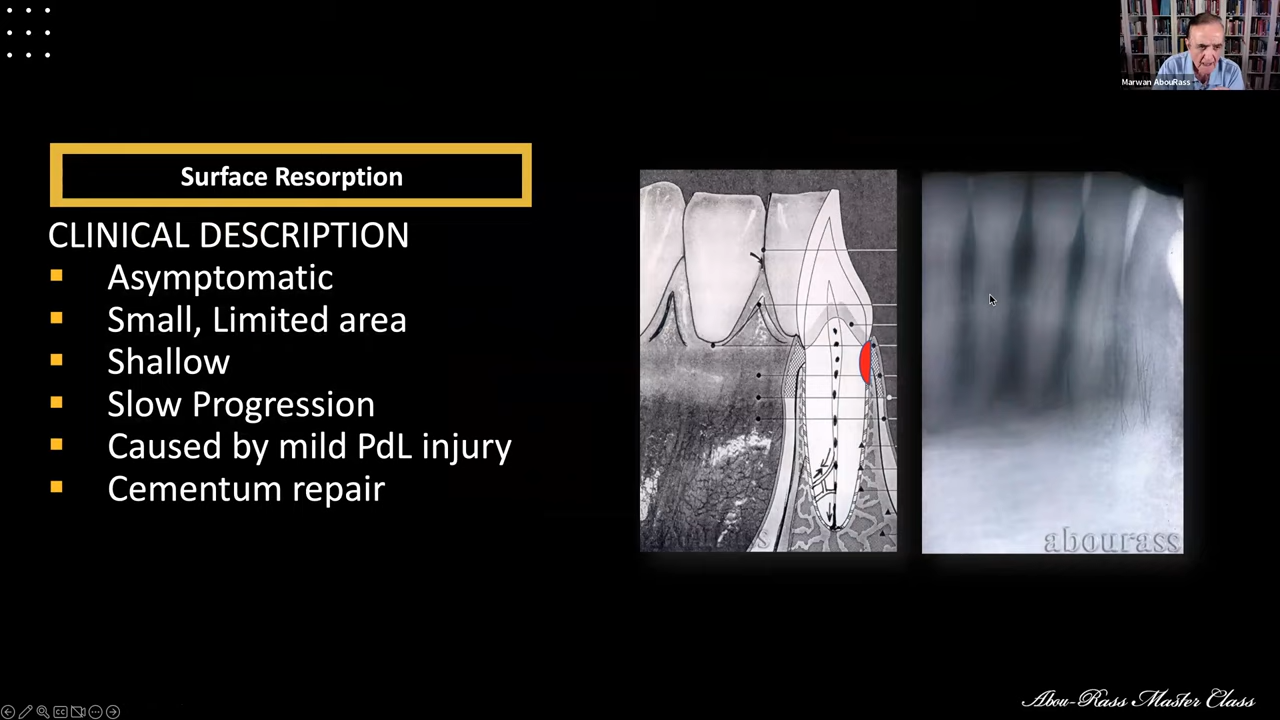 Marwan AbouRass
Surface Resorption
CLINICAL DESCRIPTION
Asymptomatic
Small, Limited area
Shallow
Slow Progression
Caused by mild PdL injury
Cementum repair
abourass
CC
Abou-Rass Master Class